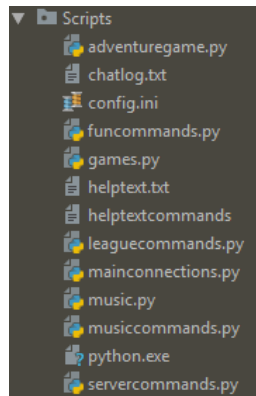 Scripts
adventuregame.py
chatlog.txt
config.ini
funcommands.py
games.py
helptext.txt
helptextcommands
leaguecommands.py
mainconnections.py
music.py
musiccommands.py
python.exe
servercommands.py